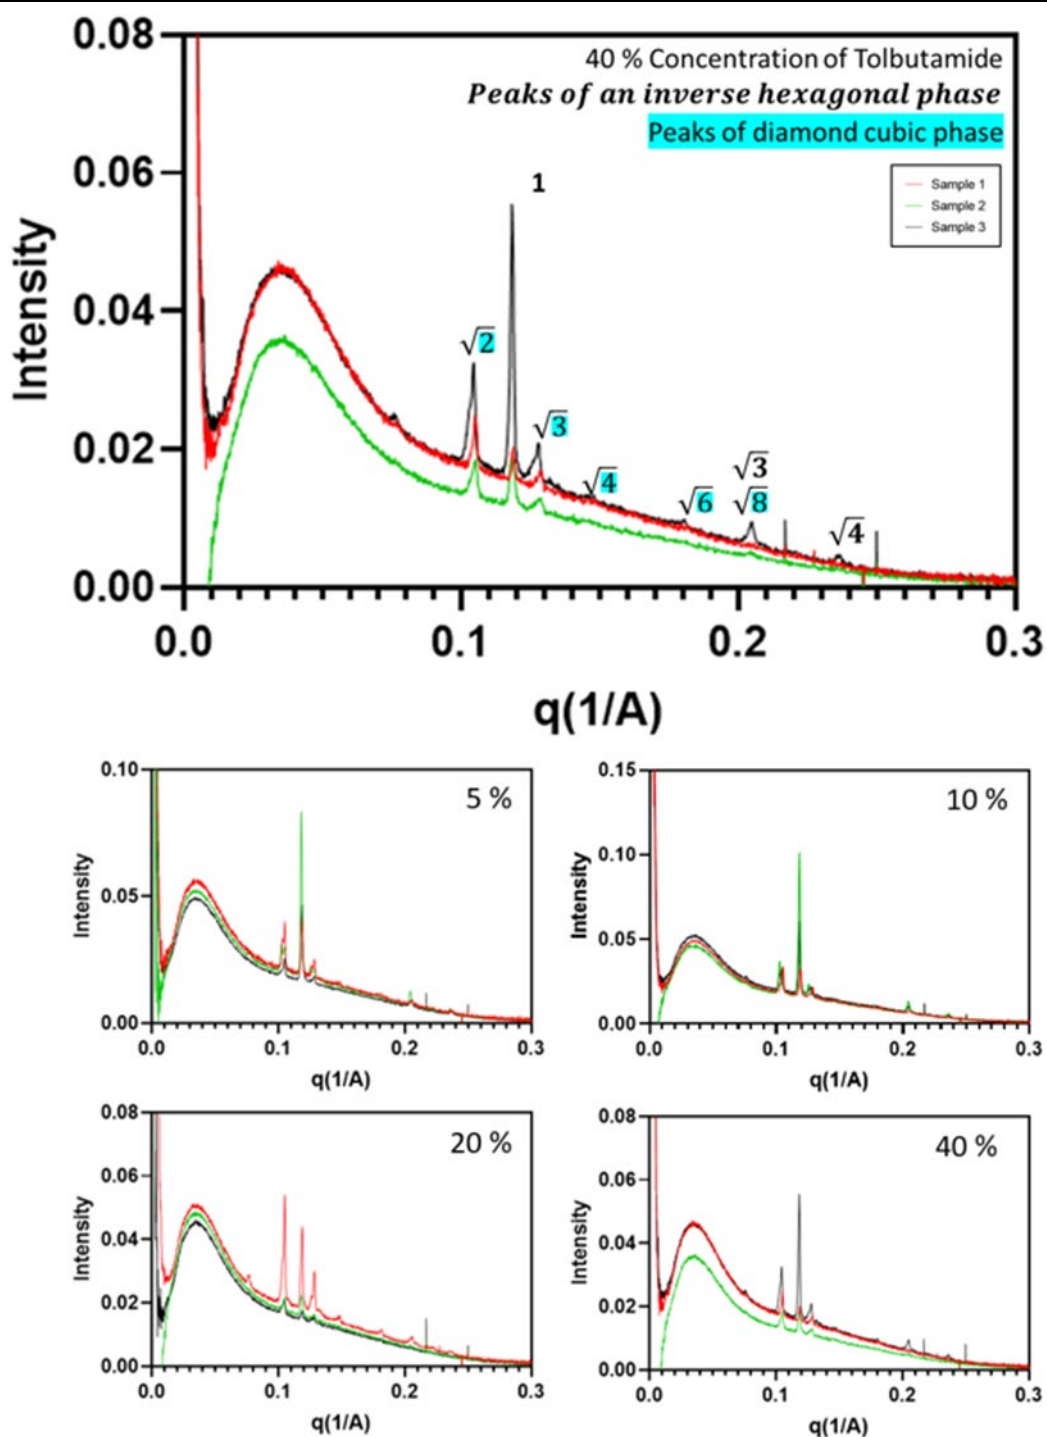 0.08
40 % Concentration of Tolbutamide
Peaks of an inverse hexagonal phase
Peaks of diamond cubic phase
Sample 1
Sample 2
Sample 3
0.06
0.04
0.02
0.00
Intensity
1
√2
√3
√4
√6
√3
√8
√4
0.0 0.1 0.2 0.3
q(1/A)
0.10
0.05
0.00
Intensity
5 %
0.0 0.1 0.2 0.3
q(1/A)
0.15
0.10
0.05
0.00
Intensity
10 %
0.0 0.1 0.2 0.3
q(1/A)
0.08
0.06
0.04
0.02
0.00
Intensity
20 %
0.0 0.1 0.2 0.3
q(1/A)
0.08
0.06
0.04
0.02
0.00
Intensity
40 %
0.0 0.1 0.2 0.3
q(1/A)